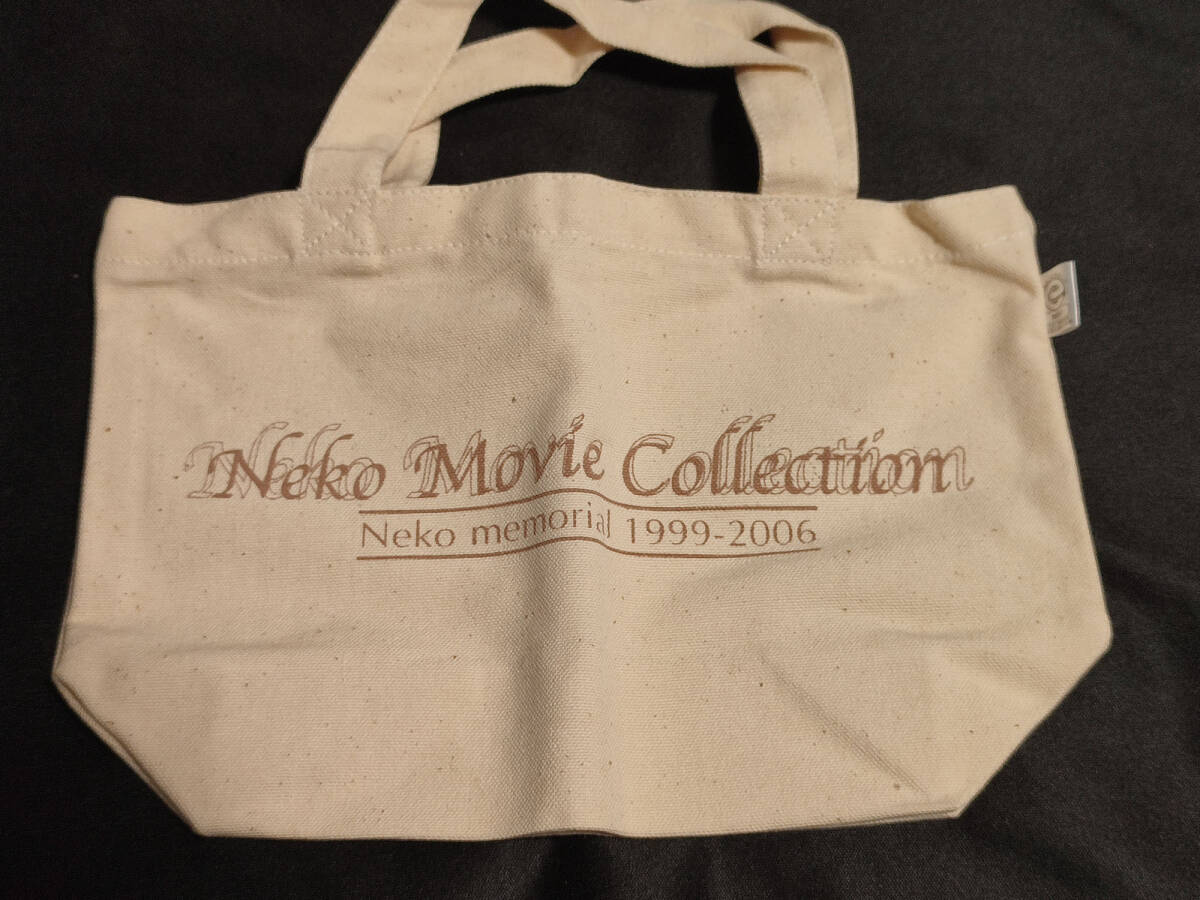 Neko Movie Collection
Neko memorial 1999-2006